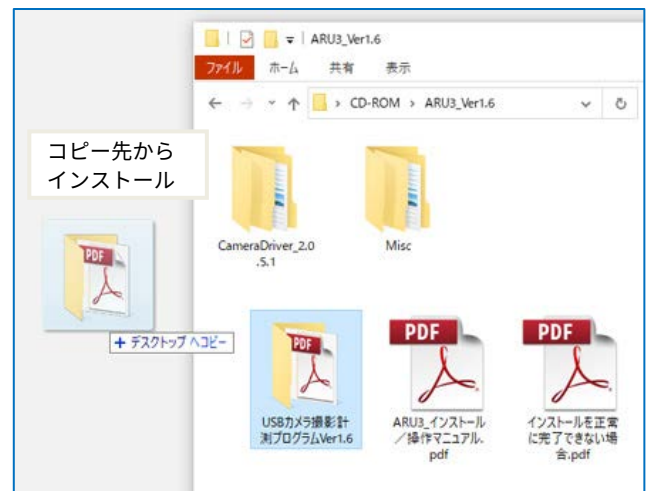 ARU3_Ver1.6
ファイル ホーム 共有 表示
CD-ROM > ARU3_Ver1.6
コピー先から
インストール
CameraDriver_2.0
.5.1
Misc
PDF
+ デスクトップ へコピー
PDF
USBカメラ撮影計
測プログラムVer1.6
PDF
ARU3_インストール
／操作マニュアル.
pdf
PDF
インストールを正常
に完了できない場
合.pdf